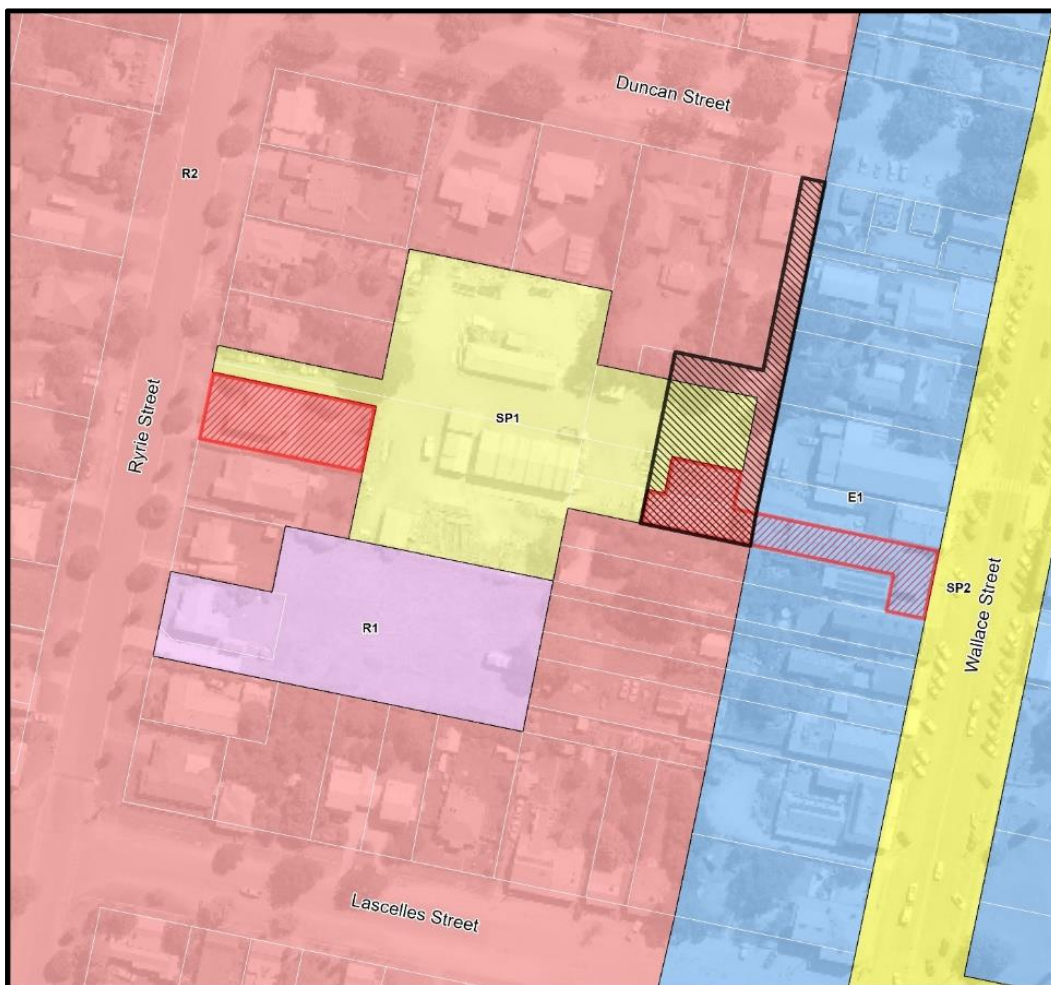 Duncan Street
R2
Ryrie Street
SP1
E1
SP2
Wallace Street
R1
Lascelles Street